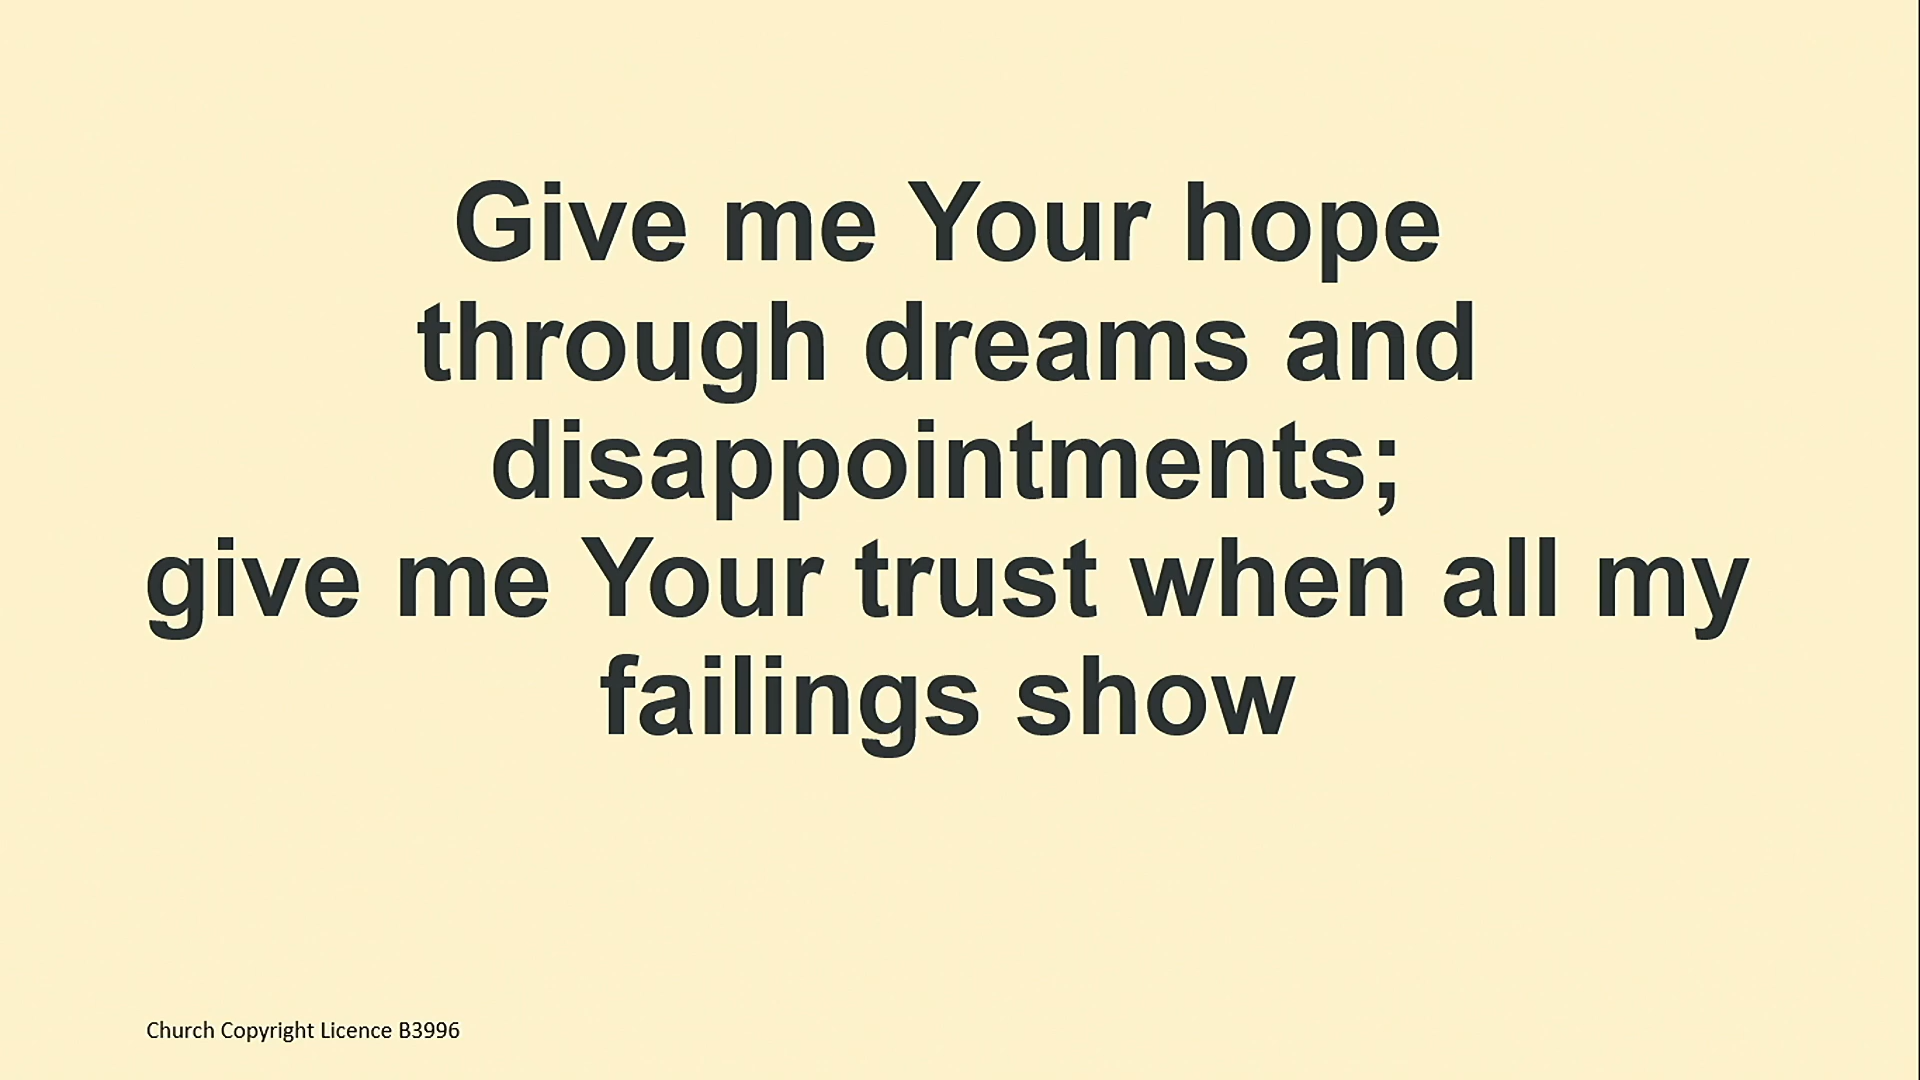 Give me Your hope
through dreams and
disappointments;
give me Your trust when all my
failings show
Church Copyright Licence B3996